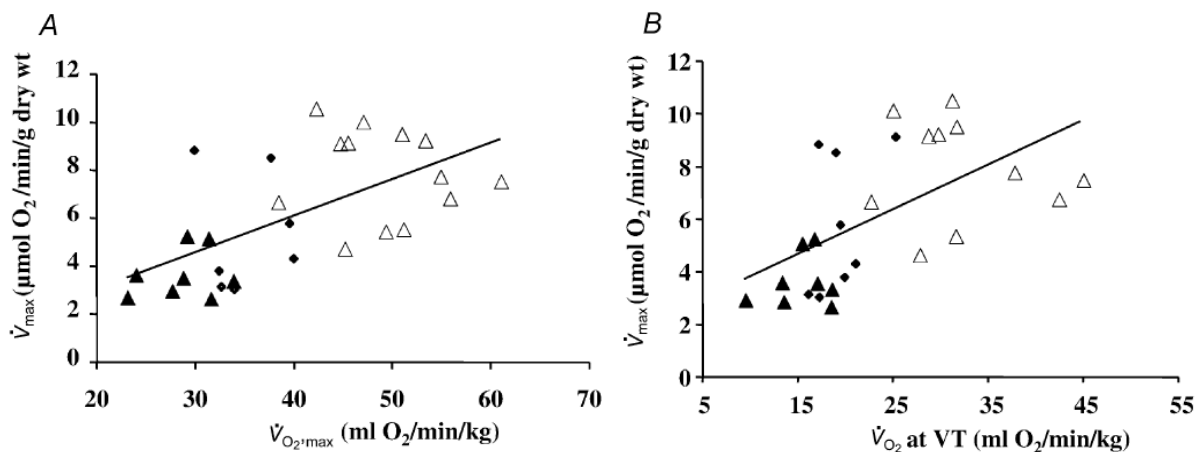 A
V̇max (µmol O2/min/g dry wt
12
10
8
6
4
2
0
20 30 40 50 60 70
V̇O2,max (ml O2/min/kg)
B
V̇max (µmol O2/min/g dry wt)
12
10
8
6
4
2
0
5 15 25 35 45 55
V̇O2 at VT (ml O2/min/kg)